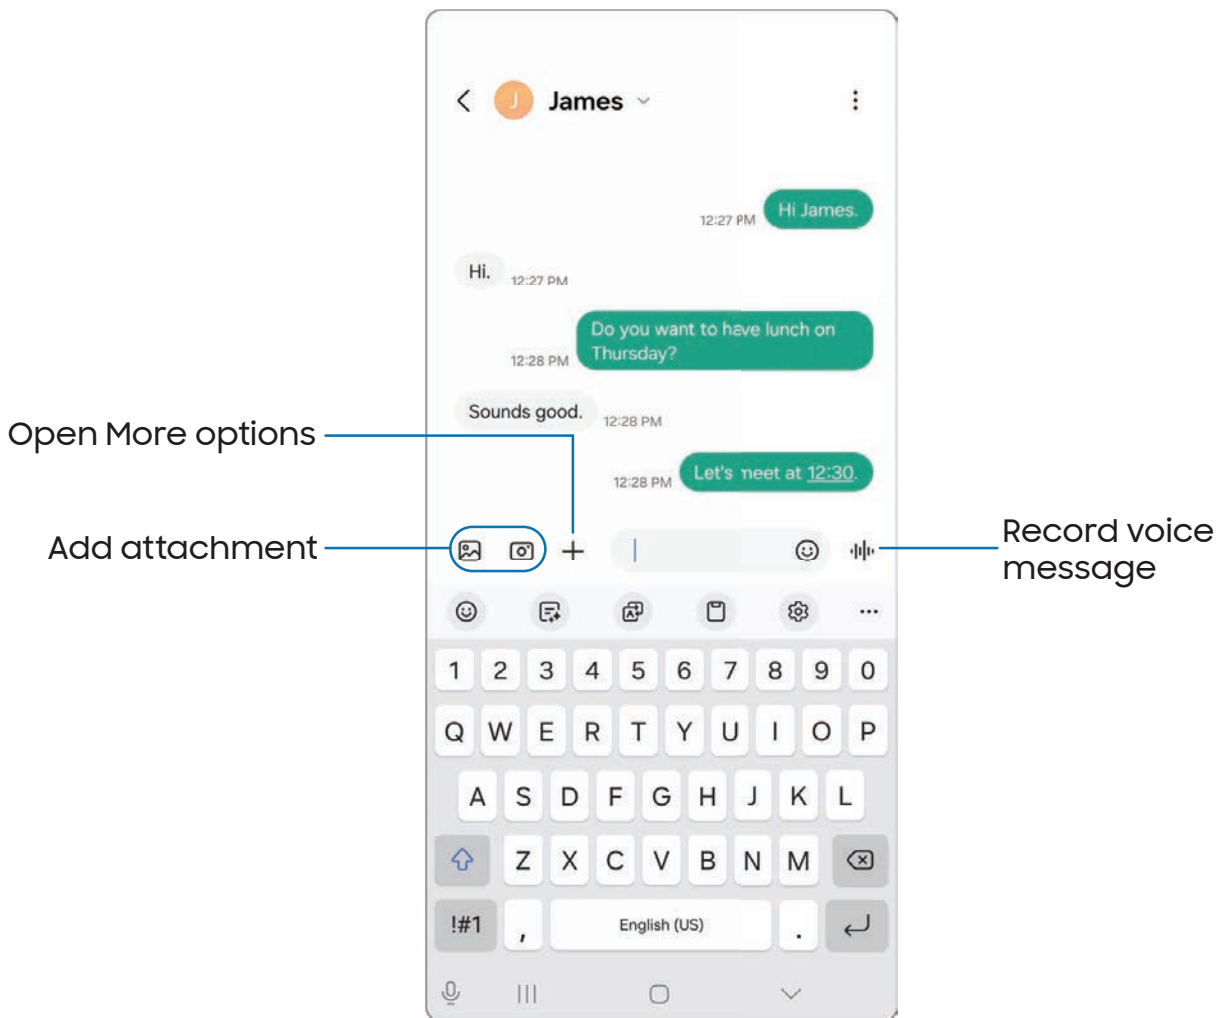 J James
12:27 PM Hi James.
Hi. 12:27 PM
Do you want to have lunch on
Thursday?
12:28 PM
Sounds good. 12:28 PM
Open More options
12:28 PM Let's meet at 12:30.
Add attachment
Record voice
message
1 2 3 4 5 6 7 8 9 0
Q W E R T Y U I O P
A S D F G H J K L
Z X C V B N M
!#1 , English (US) .